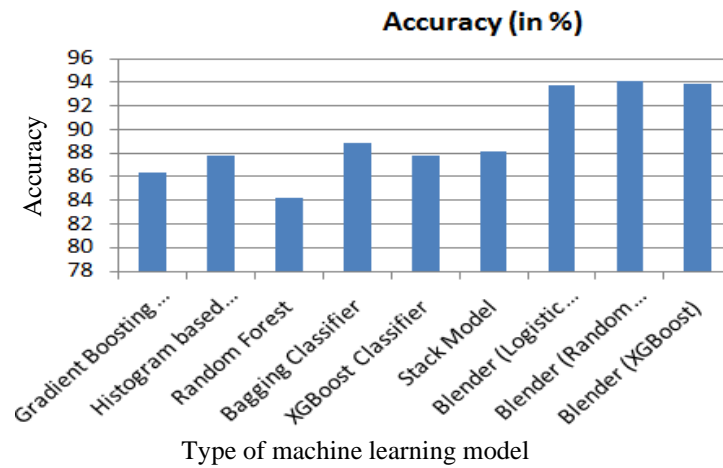 Accuracy (in %)
Accuracy
96
94
92
90
88
86
84
82
80
78
Gradient Boosting ...
Histogram based...
Random Forest
Bagging Classifier
XGBoost Classifier
Stack Model
Blender (Logistic ...
Blender (Random ...
Blender (XGBoost)
Type of machine learning model